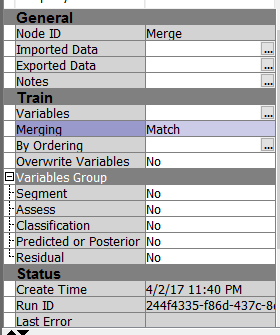 General
Node ID Merge
Imported Data ...
Exported Data ...
Notes ...
Train
Variables ...
Merging Match
By Ordering ...
Overwrite Variables No
Variables Group
Segment No
Assess No
Classification No
Predicted or Posterior No
Residual No
Status
Create Time 4/2/17 11:40 PM
Run ID 244f4335-f86d-437c-8
Last Error